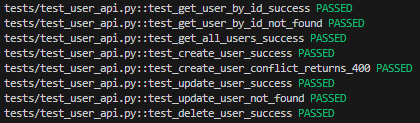 tests/test_user_api.py::test_get_user_by_id_success PASSED
tests/test_user_api.py::test_get_user_by_id_not_found PASSED
tests/test_user_api.py::test_get_all_users_success PASSED
tests/test_user_api.py::test_create_user_success PASSED
tests/test_user_api.py::test_create_user_conflict_returns_400 PASSED
tests/test_user_api.py::test_update_user_success PASSED
tests/test_user_api.py::test_update_user_not_found PASSED
tests/test_user_api.py::test_delete_user_success PASSED